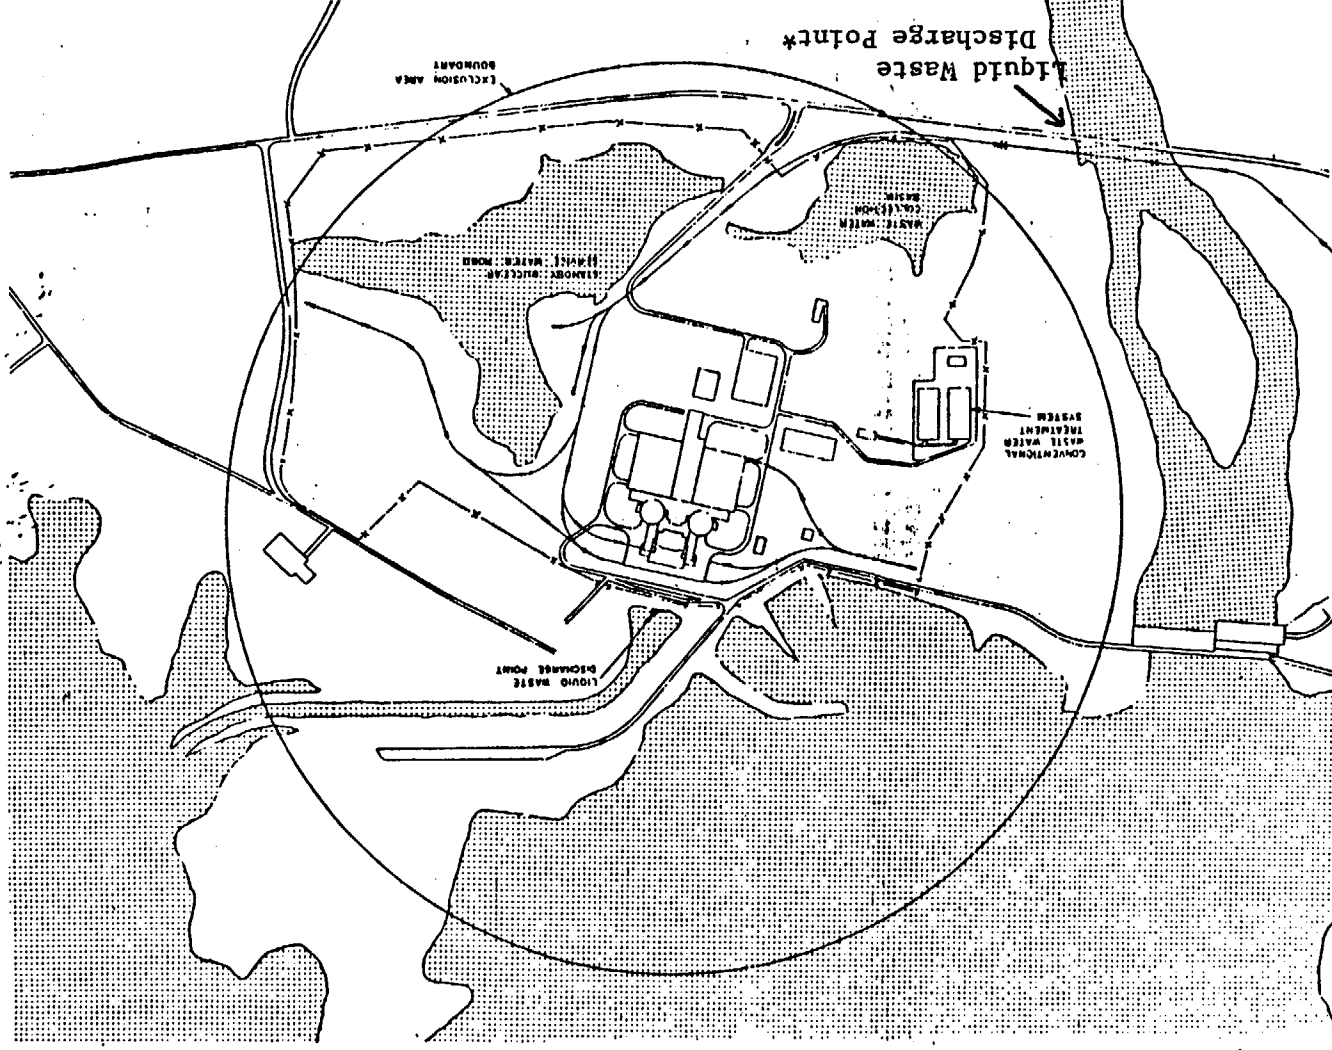 LIQUID WASTE
DISCHARGE POINT
CONVENTIONAL
WASTE WATER
TREATMENT
SYSTEM
STANDBY NUCLEAR
SERVICE WATER POND
WASTE WATER
COLLECTION
BASIN
EXCLUSION AREA
BOUNDARY
Liquid Waste
Discharge Point*